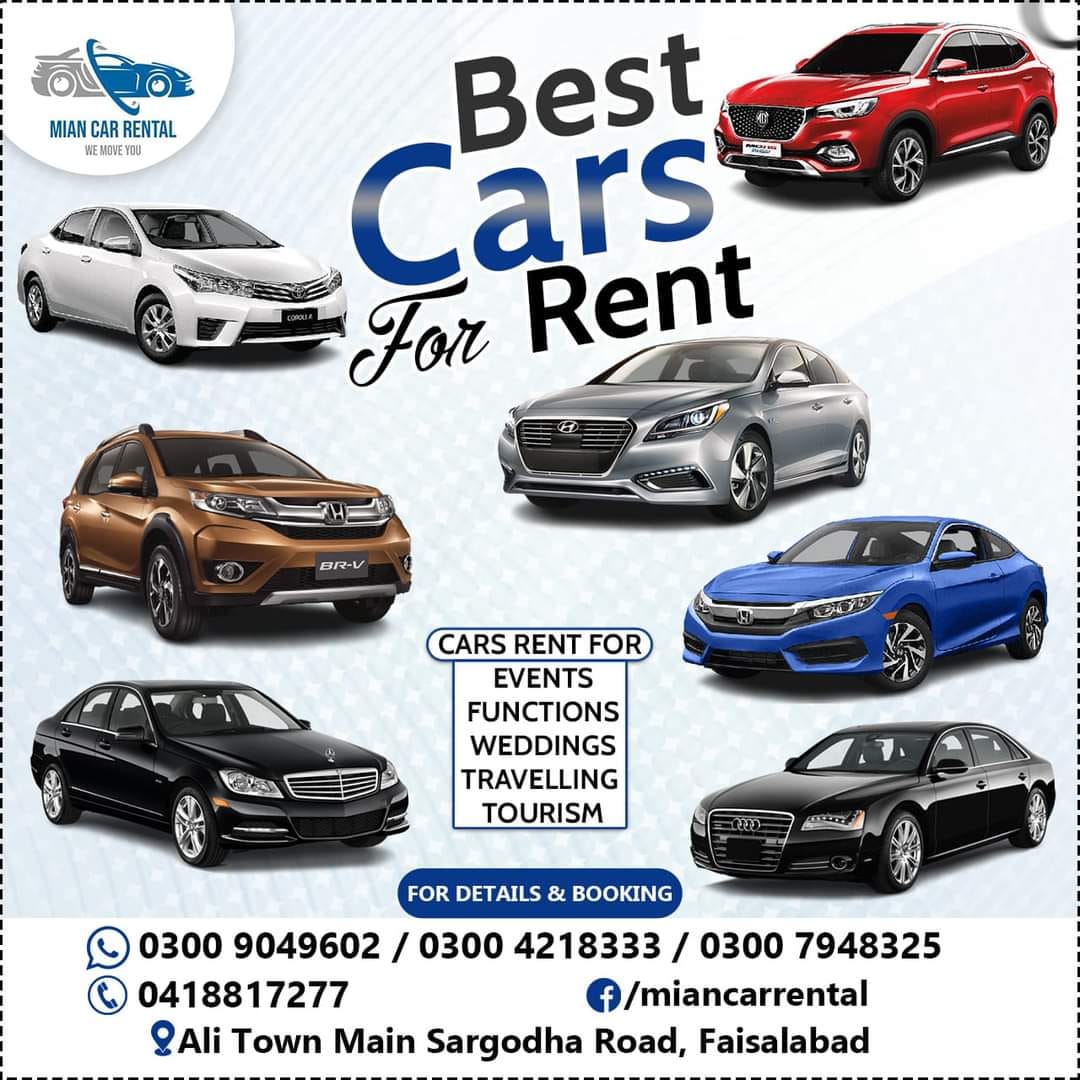 MIAN CAR RENTAL
WE MOVE YOU
Best
Cars
For Rent
BR-V
CARS RENT FOR
EVENTS
FUNCTIONS
WEDDINGS
TRAVELLING
TOURISM
FOR DETAILS & BOOKING
0300 9049602 / 0300 4218333 / 0300 7948325
0418817277
/miancarrental
Ali Town Main Sargodha Road, Faisalabad